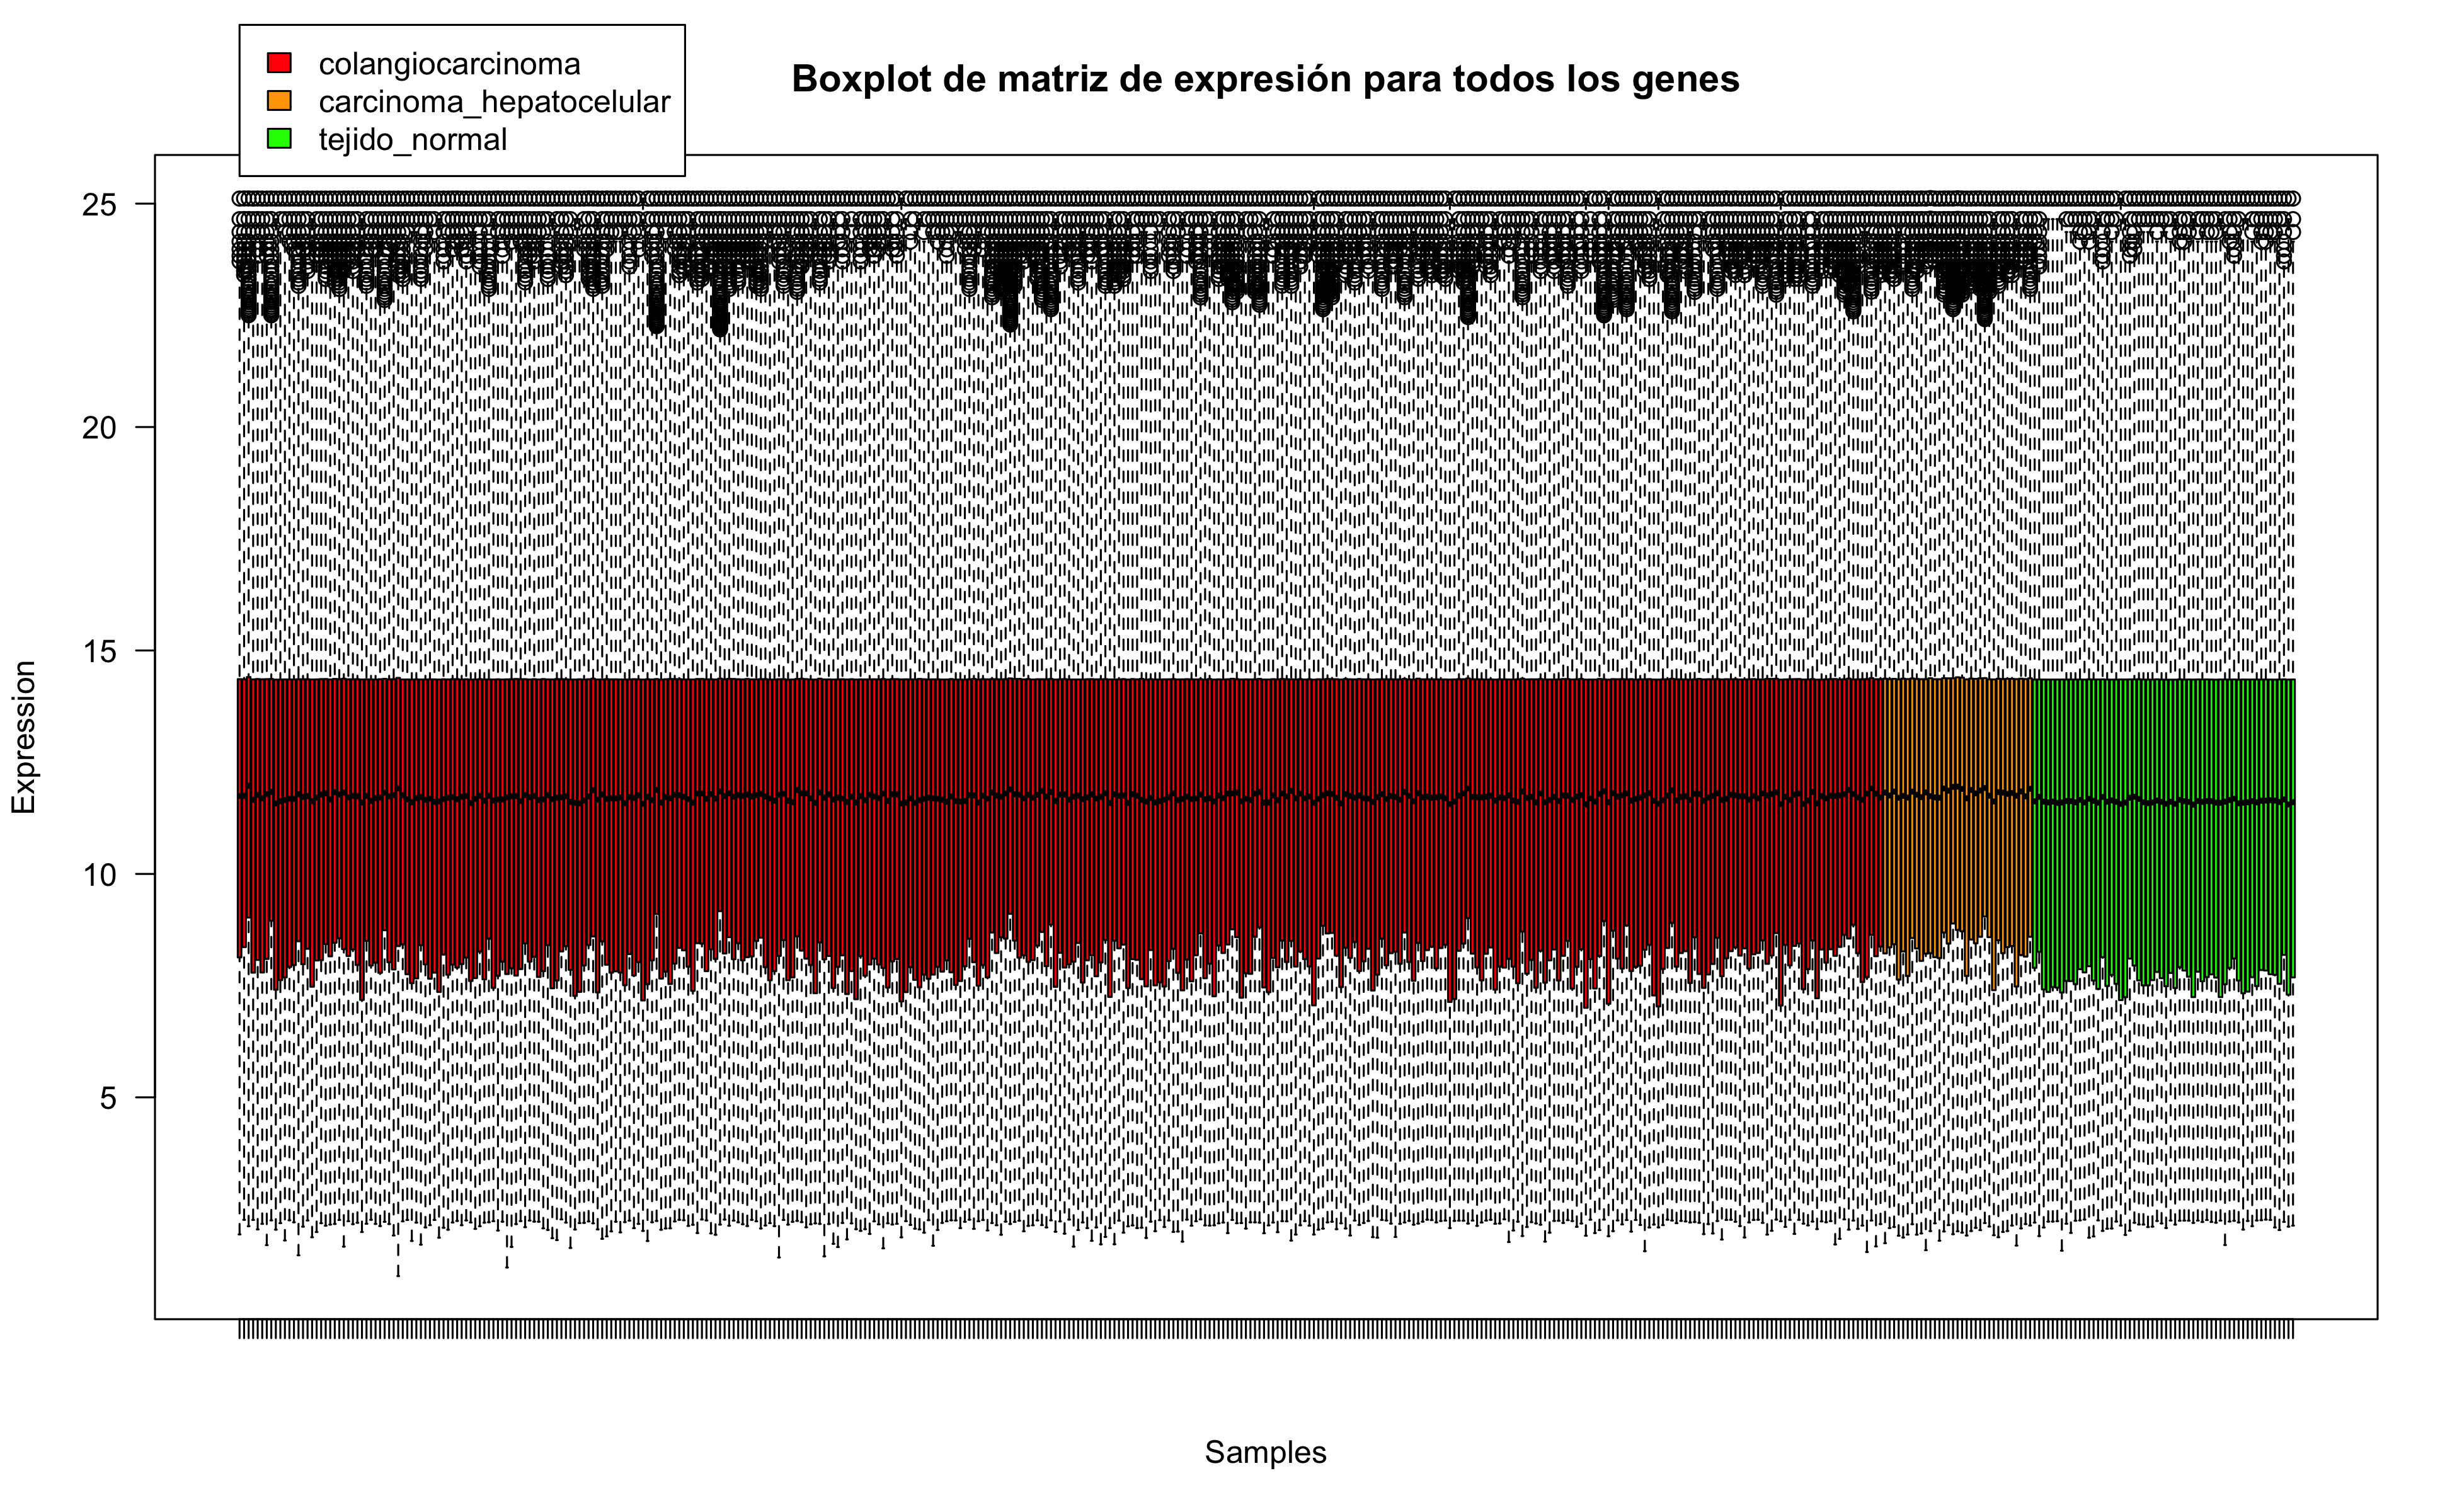 colangiocarcinoma
carcinoma_hepatocelular
tejido_normal
Boxplot de matriz de expresión para todos los genes
25
20
15
10
5
Expression
Samples